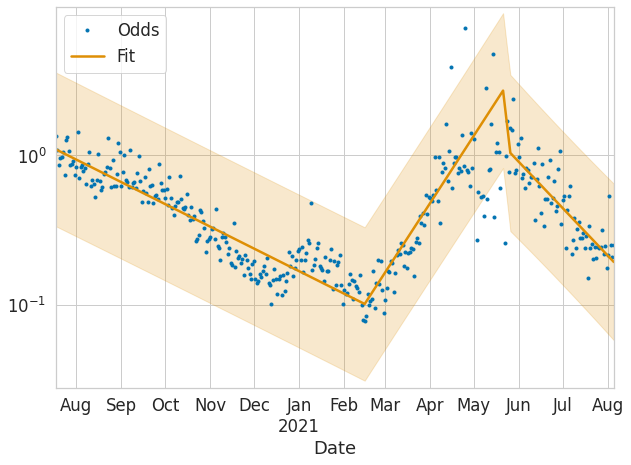 Odds
Fit
10⁰
10⁻¹
Aug Sep Oct Nov Dec Jan Feb Mar Apr May Jun Jul Aug
2021
Date